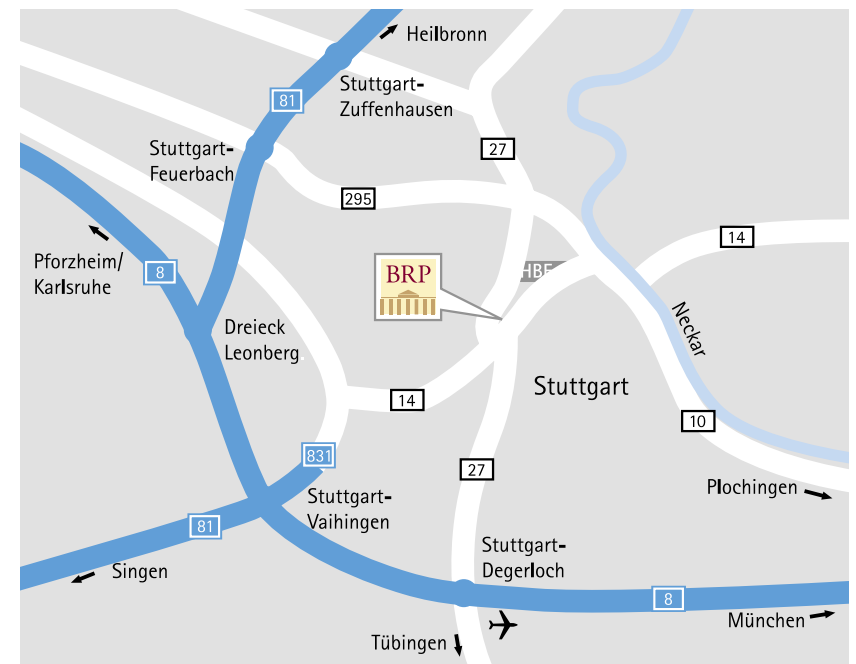 Heilbronn
Stuttgart-
Zuffenhausen
81
Stuttgart-
Feuerbach
27
295
14
Pforzheim/
Karlsruhe
8
BRP
HBF
Neckar
Dreieck
Leonberg
Stuttgart
14
10
831
27
Stuttgart-
Vaihingen
Plochingen
81
Singen
Stuttgart-
Degerloch
8
München
Tübingen